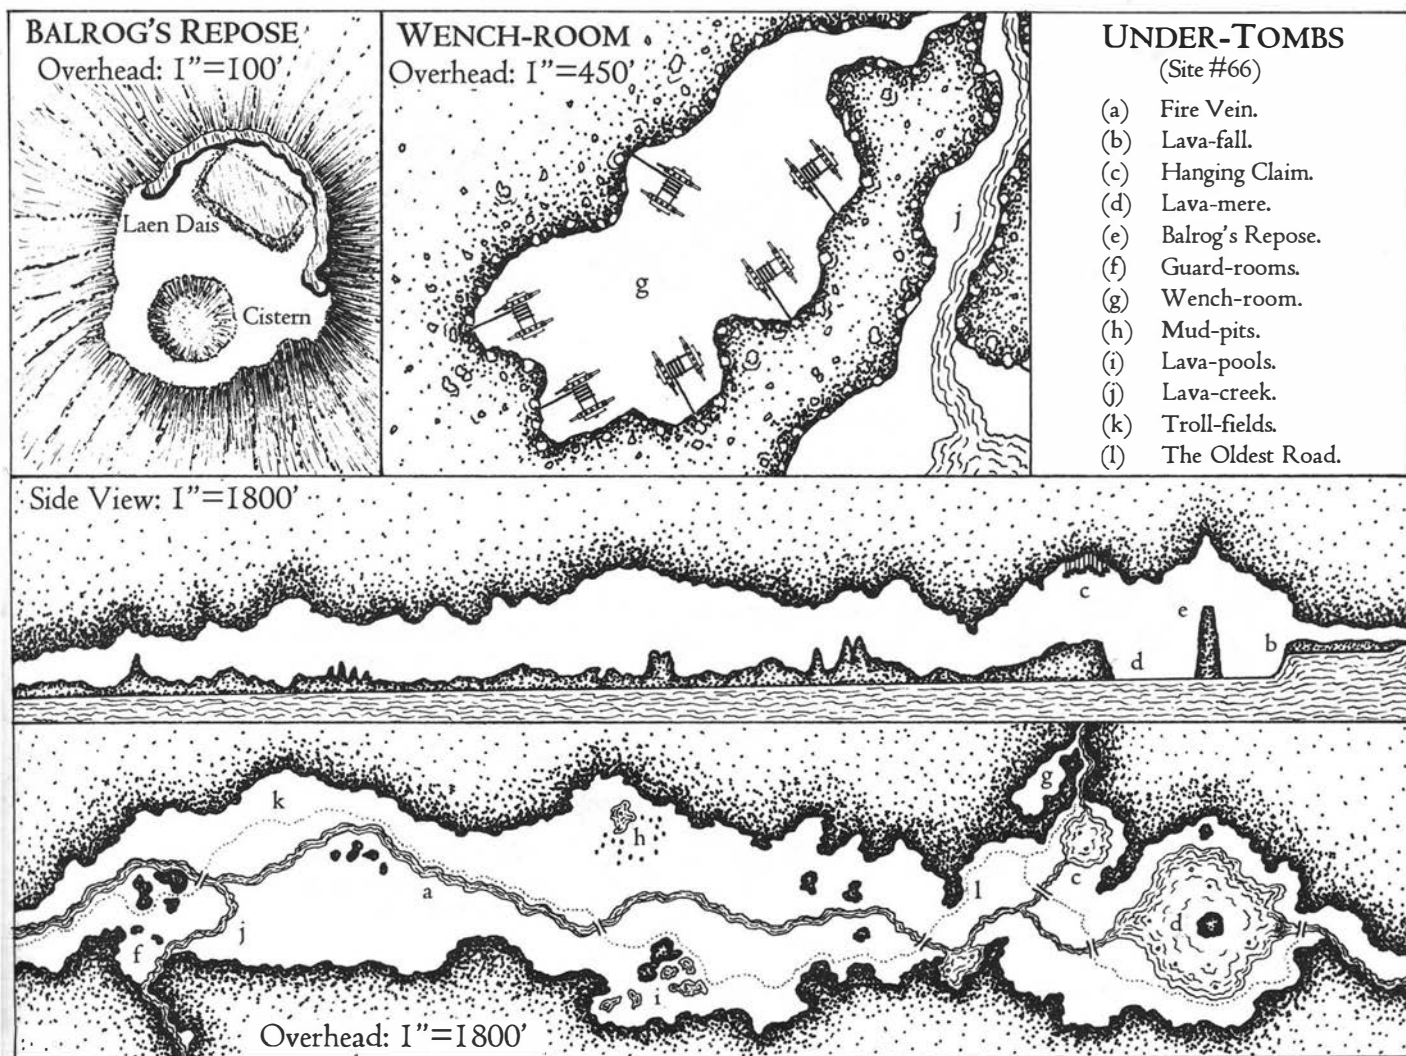 BALROG'S REPOSE
Overhead: 1"=100'
Laen Dais
Cistern
WENCH-ROOM
Overhead: 1"=450'
g
j
UNDER-TOMBS
(Site #66)
(a) Fire Vein.
(b) Lava-fall.
(c) Hanging Claim.
(d) Lava-mere.
(e) Balrog's Repose.
(f) Guard-rooms.
(g) Wench-room.
(h) Mud-pits.
(i) Lava-pools.
(j) Lava-creek.
(k) Troll-fields.
(l) The Oldest Road.
Side View: 1"=1800'
c
e
b
d
g
k
h
l
c
a
d
j
f
i
Overhead: 1"=1800'